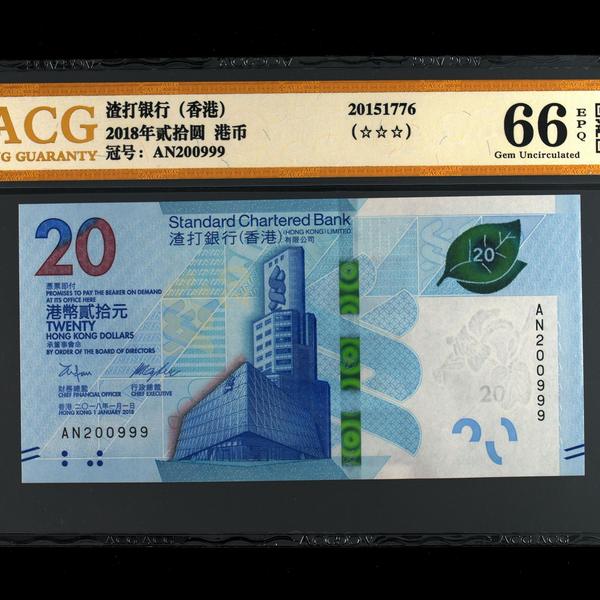 ACG
NG GUARANTY
渣打银行（香港）
2018年贰拾圆 港币
冠号：AN200999
20151776
(☆☆☆)
66
EPQ
Gem Uncirculated
20
Standard Chartered Bank
(HONG KONG) LIMITED
渣打銀行(香港)有限公司
憑票即付
PROMISES TO PAY THE BEARER ON DEMAND
AT ITS OFFICE HERE
港幣貳拾元
TWENTY
HONG KONG DOLLARS
承董事會命
BY ORDER OF THE BOARD OF DIRECTORS
財務總監
CHIEF FINANCIAL OFFICER
行政總裁
CHIEF EXECUTIVE
香港 二〇一八年一月一日
HONG KONG 1 JANUARY 2018
AN200999
20
AN200999
20